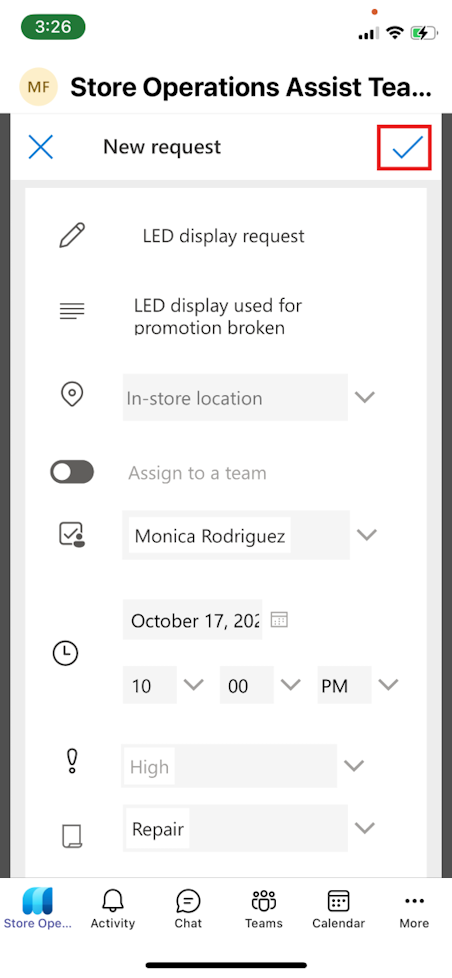 3:26
MF
Store Operations Assist Tea...
New request
LED display request
LED display used for
promotion broken
In-store location
Assign to a team
Monica Rodriguez
October 17, 202
10 00 PM
High
Repair
Store Ope... Activity Chat Teams Calendar More